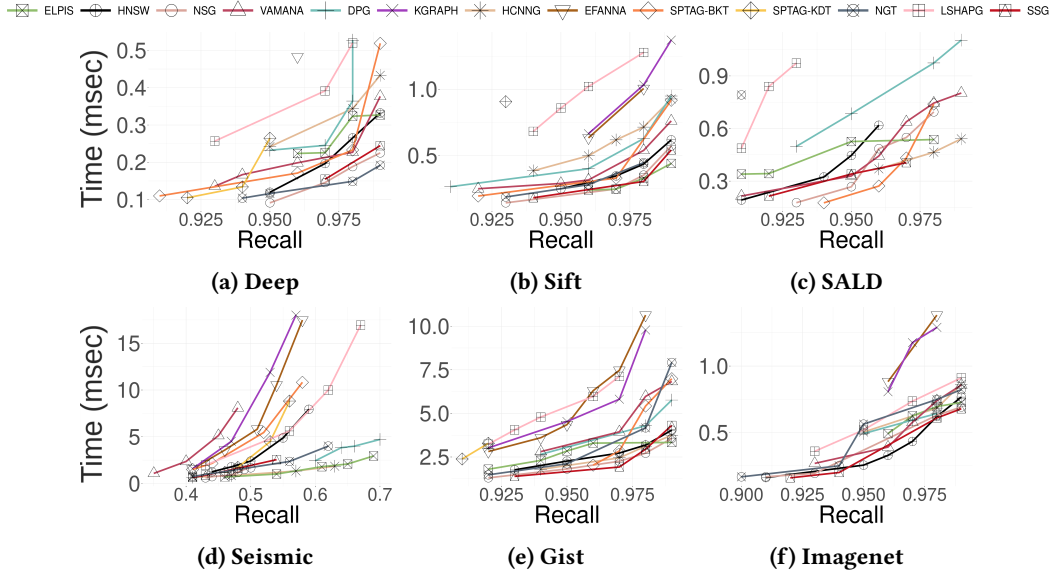 ELPIS HNSW NSG VAMANA DPG KGRAPH HCNNG EFANNA SPTAG-BKT SPTAG-KDT NGT LSHAPG SSG
Time (msec)
0.5
0.4
0.3
0.2
0.1
0.925 0.950 0.975
Recall
(a) Deep
1.0
0.5
0.925 0.950 0.975
Recall
(b) Sift
0.9
0.6
0.3
0.925 0.950 0.975
Recall
(c) SALD
Time (msec)
15
10
5
0
0.4 0.5 0.6 0.7
Recall
(d) Seismic
10.0
7.5
5.0
2.5
0.925 0.950 0.975
Recall
(e) Gist
1.0
0.5
0.900 0.925 0.950 0.975
Recall
(f) Imagenet